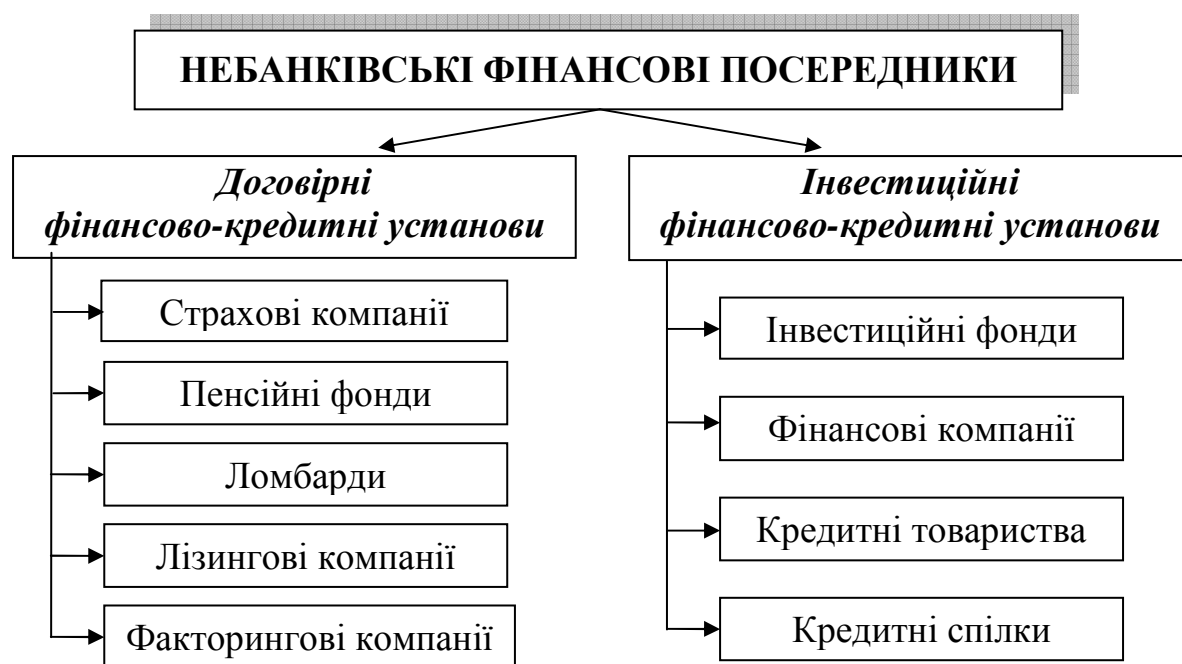 НЕБАНКІВСЬКІ ФІНАНСОВІ ПОСЕРЕДНИКИ
Договірні
фінансово-кредитні установи
Страхові компанії
Пенсійні фонди
Ломбарди
Лізингові компанії
Факторингові компанії
Інвестиційні
фінансово-кредитні установи
Інвестиційні фонди
Фінансові компанії
Кредитні товариства
Кредитні спілки